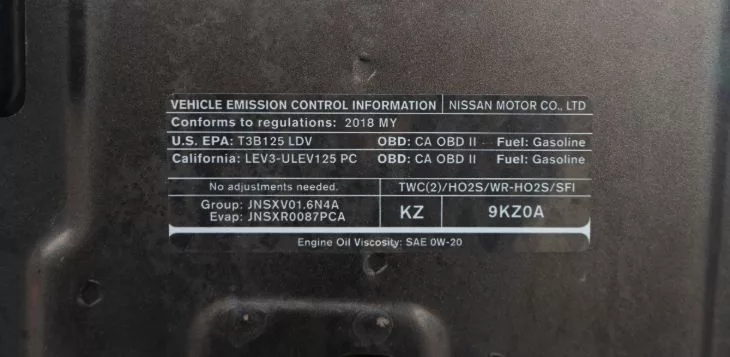 VEHICLE EMISSION CONTROL INFORMATION NISSAN MOTOR CO., LTD
Conforms to regulations: 2018 MY
U.S. EPA: T3B125 LDV OBD: CA OBD II Fuel: Gasoline
California: LEV3-ULEV125 PC OBD: CA OBD II Fuel: Gasoline
No adjustments needed. TWC(2)/HO2S/WR-HO2S/SFI
Group: JNSXV01.6N4A
Evap: JNSXR0087PCA
KZ 9KZ0A
Engine Oil Viscosity: SAE 0W-20